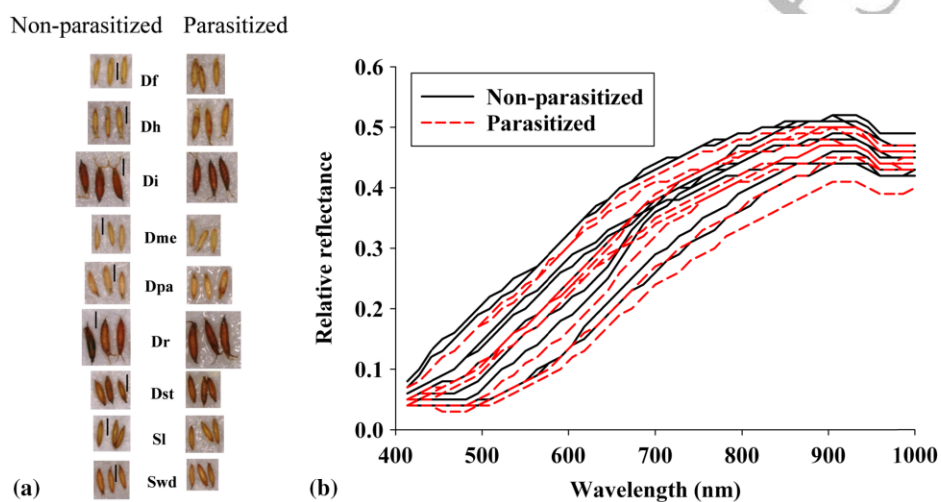 Non-parasitized Parasitized
Df
Dh
Di
Dme
Dpa
Dr
Dst
Sl
Swd
(a)
0.6
0.5
0.4
0.3
0.2
0.1
0.0
Relative reflectance
Non-parasitized
Parasitized
400 500 600 700 800 900 1000
Wavelength (nm)
(b)